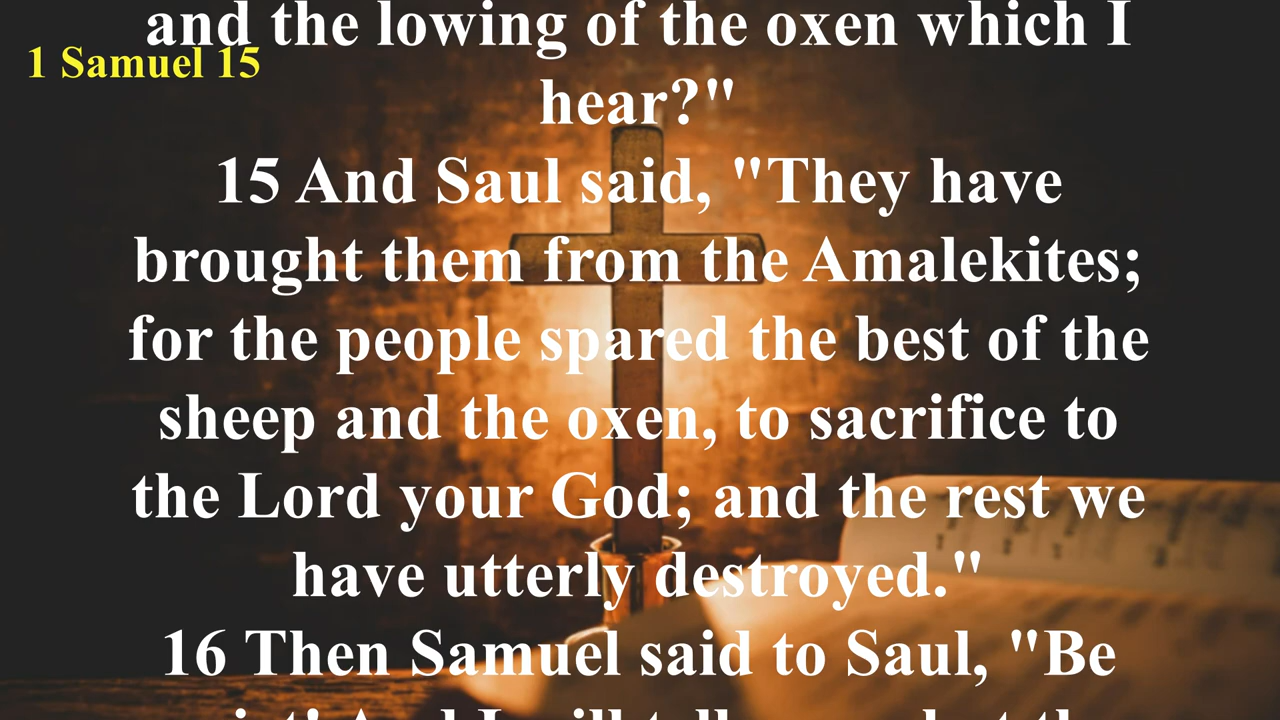 and the lowing of the oxen which I
1 Samuel 15
hear?"
15 And Saul said, "They have
brought them from the Amalekites;
for the people spared the best of the
sheep and the oxen, to sacrifice to
the Lord your God; and the rest we
have utterly destroyed."
16 Then Samuel said to Saul, "Be